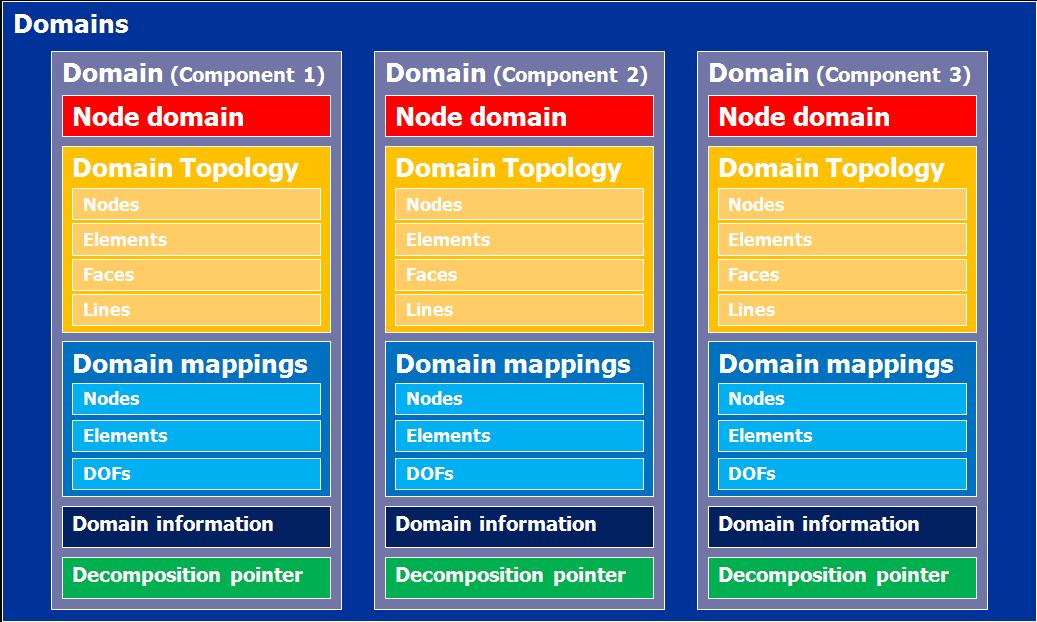 Domains
Domain (Component 1)
Node domain
Domain Topology
Nodes
Elements
Faces
Lines
Domain mappings
Nodes
Elements
DOFs
Domain information
Decomposition pointer
Domain (Component 2)
Node domain
Domain Topology
Nodes
Elements
Faces
Lines
Domain mappings
Nodes
Elements
DOFs
Domain information
Decomposition pointer
Domain (Component 3)
Node domain
Domain Topology
Nodes
Elements
Faces
Lines
Domain mappings
Nodes
Elements
DOFs
Domain information
Decomposition pointer